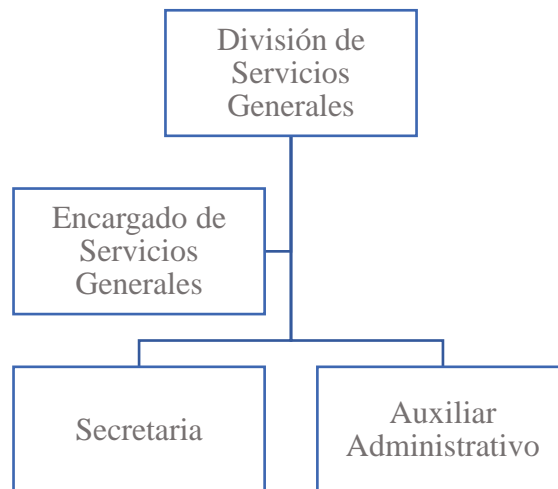 División de
Servicios
Generales
Encargado de
Servicios
Generales
Secretaria
Auxiliar
Administrativo